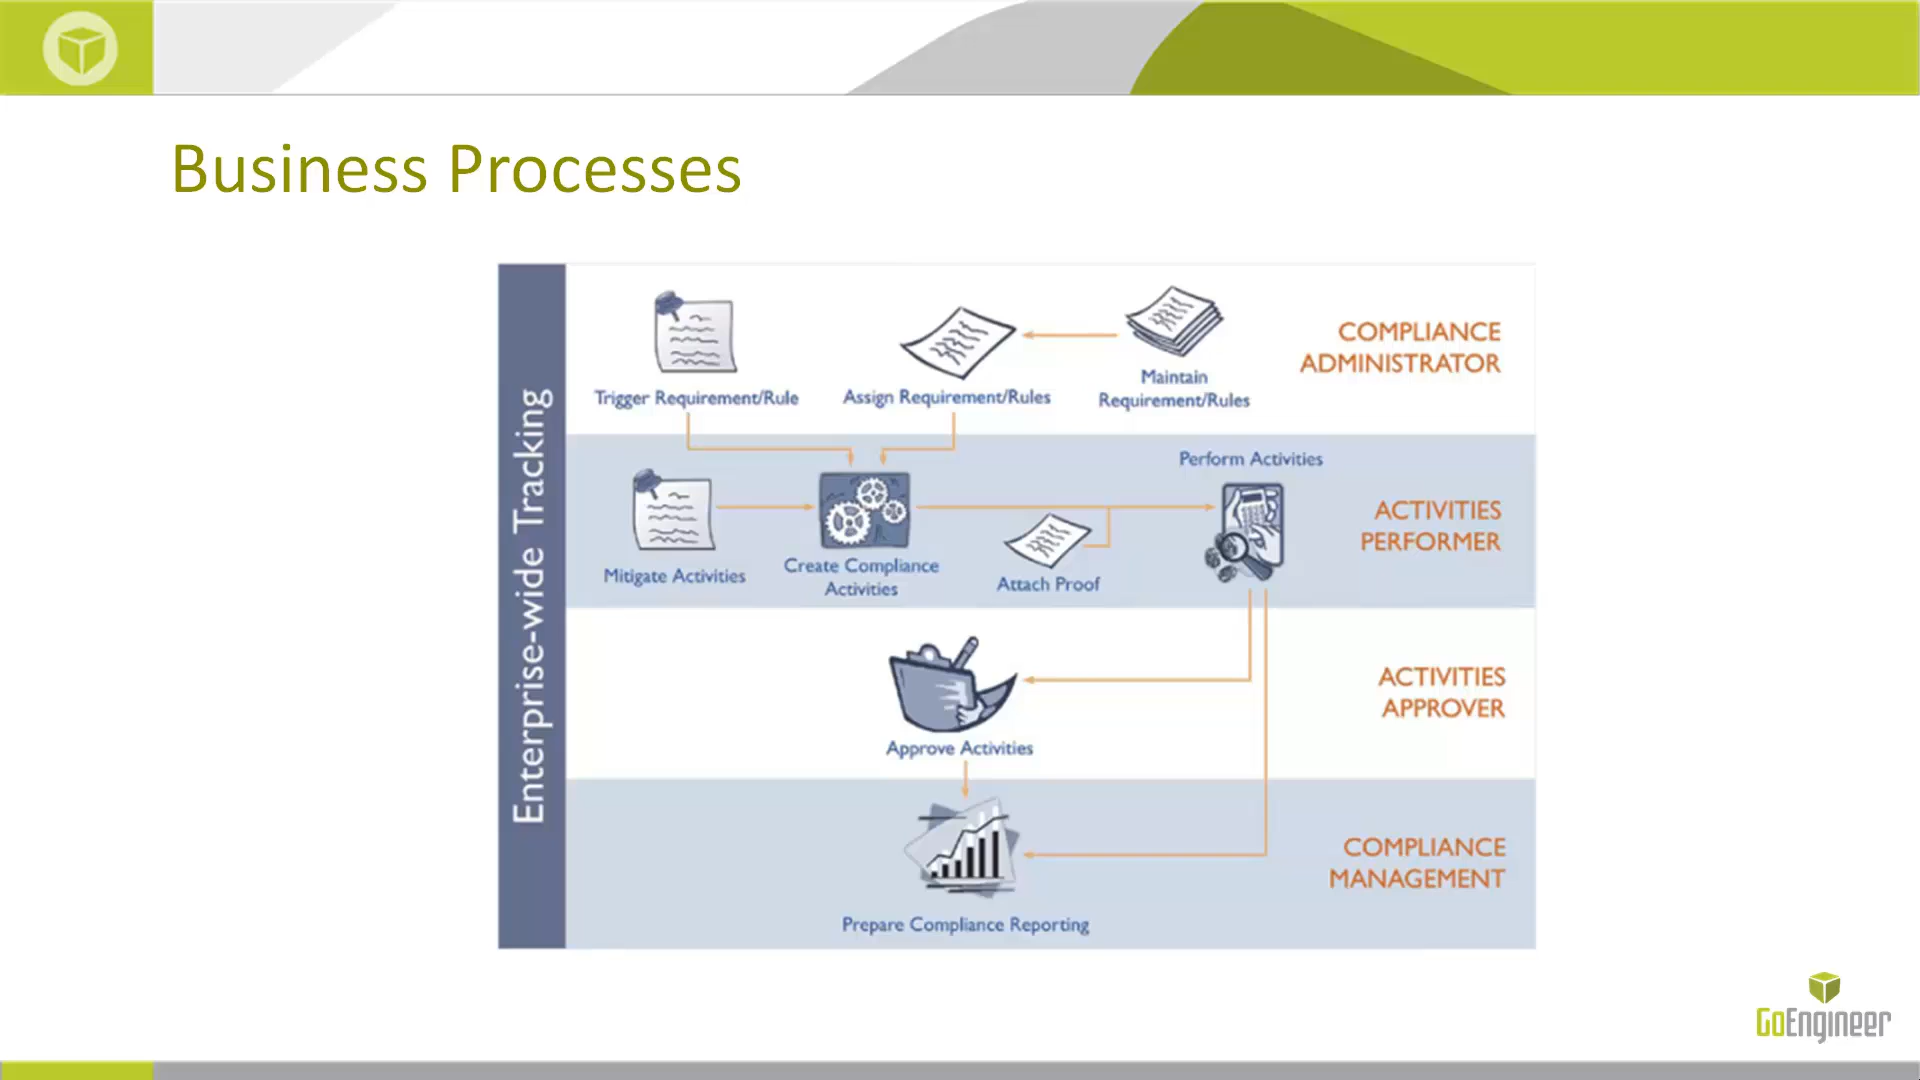 Business Processes
Enterprise-wide Tracking
Trigger Requirement/Rule
Assign Requirement/Rules
Maintain
Requirement/Rules
COMPLIANCE
ADMINISTRATOR
Perform Activities
Mitigate Activities
Create Compliance
Activities
Attach Proof
ACTIVITIES
PERFORMER
Approve Activities
ACTIVITIES
APPROVER
Prepare Compliance Reporting
COMPLIANCE
MANAGEMENT
GoEngineer